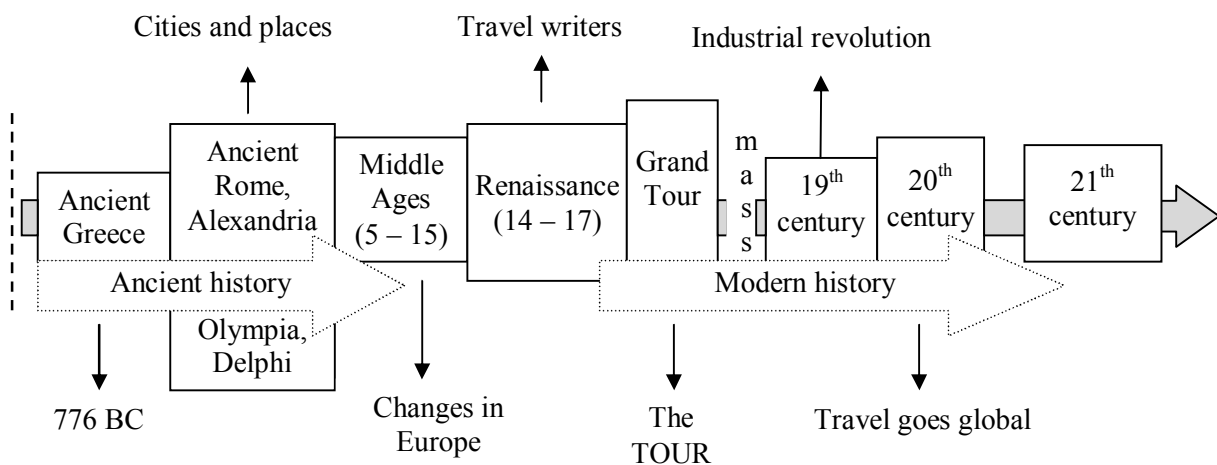 Cities and places
Travel writers
Industrial revolution
Ancient
Greece
Ancient
Rome,
Alexandria
Olympia,
Delphi
Middle
Ages
(5 – 15)
Renaissance
(14 – 17)
Grand
Tour
m
a
s
s
19th
century
20th
century
21th
century
Ancient history
Modern history
776 BC
Changes in
Europe
The
TOUR
Travel goes global